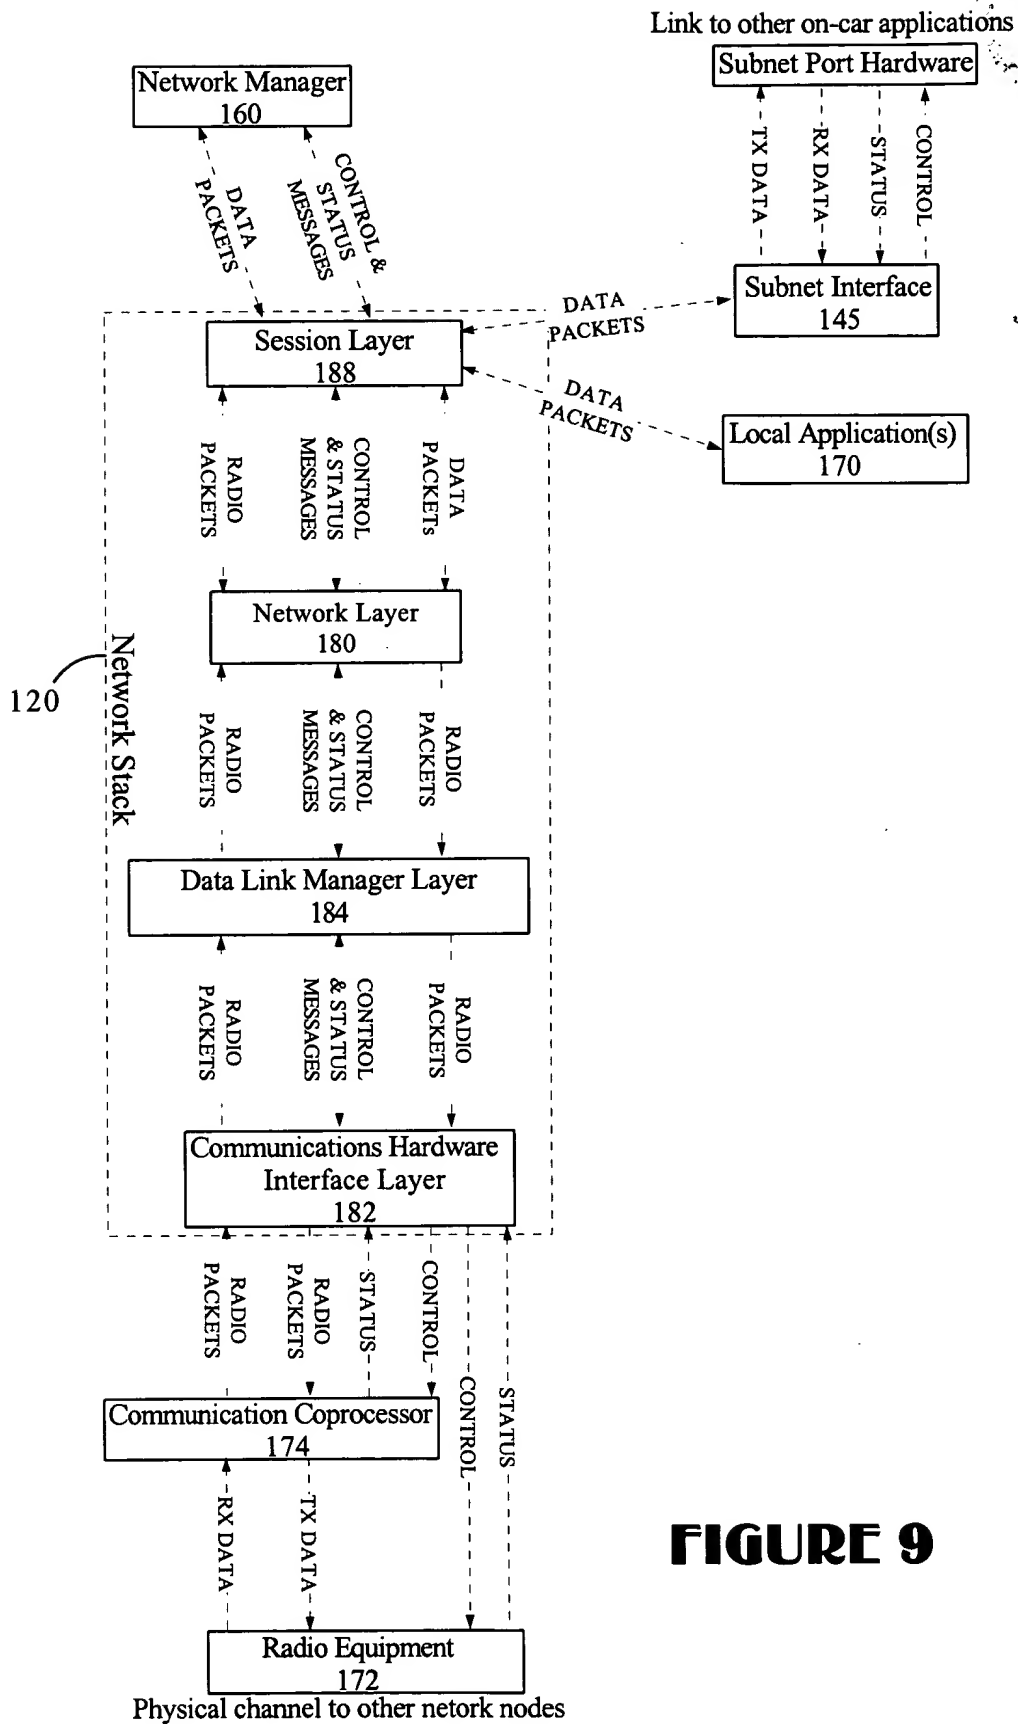 Link to other on-car applications
Subnet Port Hardware
Network Manager
160
TX DATA
RX DATA
STATUS
CONTROL
DATA
PACKETS
CONTROL &
STATUS
MESSAGES
Subnet Interface
145
DATA
PACKETS
Session Layer
188
DATA
PACKETS
Local Application(s)
170
RADIO
PACKETS
CONTROL
& STATUS
MESSAGES
DATA
PACKETs
Network Layer
180
120
Network Stack
RADIO
PACKETS
CONTROL
& STATUS
MESSAGES
RADIO
PACKETS
Data Link Manager Layer
184
RADIO
PACKETS
CONTROL
& STATUS
MESSAGES
RADIO
PACKETS
Communications Hardware
Interface Layer
182
RADIO
PACKETS
RADIO
PACKETS
STATUS
CONTROL
CONTROL
STATUS
Communication Coprocessor
174
RX DATA
TX DATA
Radio Equipment
172
Physical channel to other netork nodes
FIGURE 9